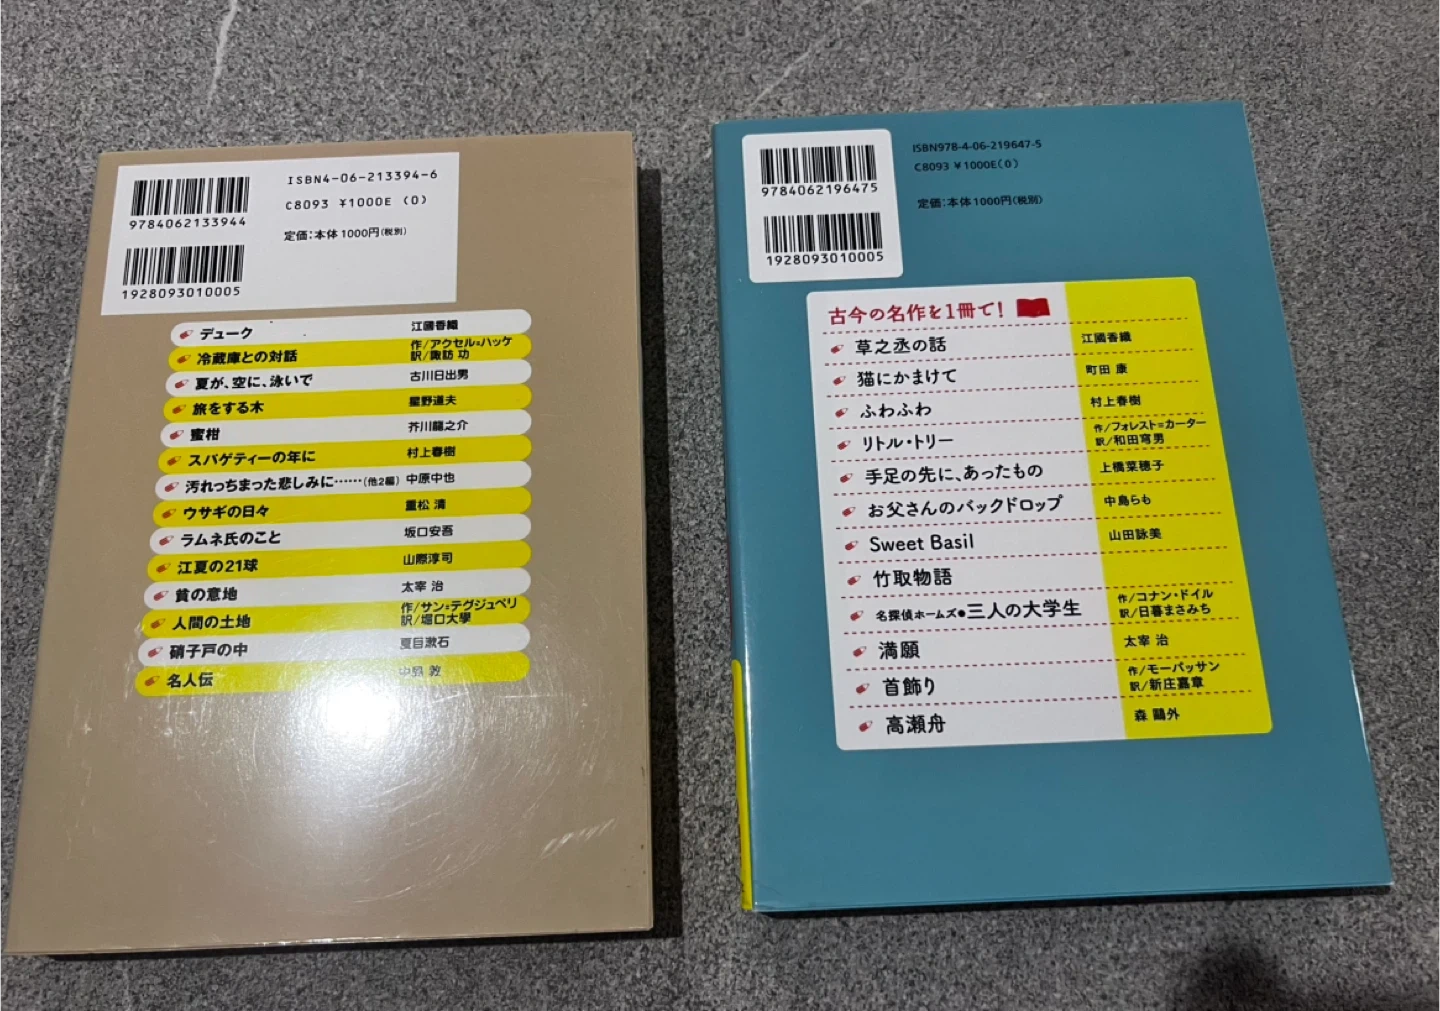 9784062133944
1928093010005
ISBN4-06-213394-6
C8093 ¥1000E (0)
定価:本体1000円(税別)
デューク 江國香織
冷蔵庫との対話 作/アクセル=ハッケ
訳/諏訪 功
夏が、空に、泳いで 古川日出男
旅をする木 星野道夫
蜜柑 芥川龍之介
スパゲティーの年に 村上春樹
汚れっちまった悲しみに……(他2編) 中原中也
ウサギの日々 重松 清
ラムネ氏のこと 坂口安吾
江夏の21球 山際淳司
貧の意地 太宰 治
人間の土地 作/サン=テグジュペリ
訳/堀口大學
硝子戸の中 夏目漱石
名人伝 中島 敦
9784062196475
1928093010005
ISBN978-4-06-219647-5
C8093 ¥1000E(0)
定価:本体1000円(税別)
古今の名作を1冊で!
草之丞の話 江國香織
猫にかまけて 町田 康
ふわふわ 村上春樹
リトル・トリー 作/フォレスト=カーター
訳/和田穹男
手足の先に、あったもの 上橋菜穂子
お父さんのバックドロップ 中島らも
Sweet Basil 山田詠美
竹取物語
名探偵ホームズ●三人の大学生 作/コナン・ドイル
訳/日暮まさみち
満願 太宰 治
首飾り 作/モーパッサン
訳/新庄嘉章
高瀬舟 森 鷗外